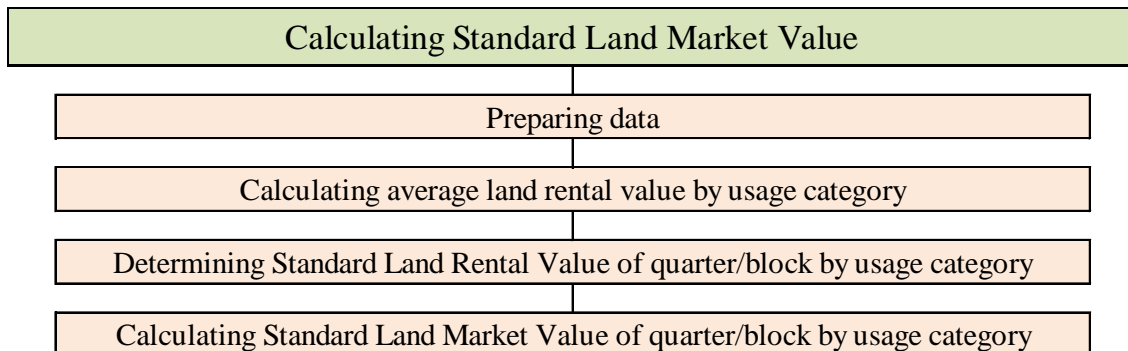 Calculating Standard Land Market Value
Preparing data
Calculating average land rental value by usage category
Determining Standard Land Rental Value of quarter/block by usage category
Calculating Standard Land Market Value of quarter/block by usage category